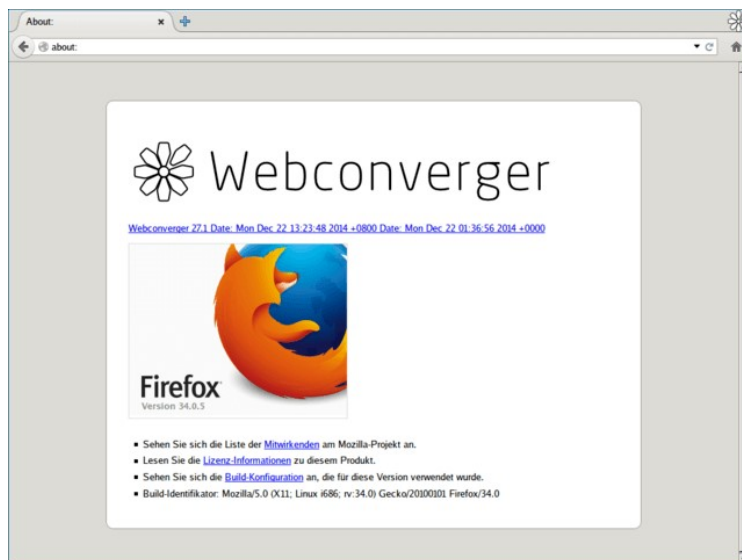 About:
about:
Webconverger
Webconverger 27.1 Date: Mon Dec 22 13:23:48 2014 +0800 Date: Mon Dec 22 01:36:56 2014 +0000
Firefox
Version 34.0.5
Sehen Sie sich die Liste der Mitwirkenden am Mozilla-Projekt an.
Lesen Sie die Lizenz-Informationen zu diesem Produkt.
Sehen Sie sich die Build-Konfiguration an, die für diese Version verwendet wurde.
Build-Identifikator: Mozilla/5.0 (X11; Linux i686; rv:34.0) Gecko/20100101 Firefox/34.0